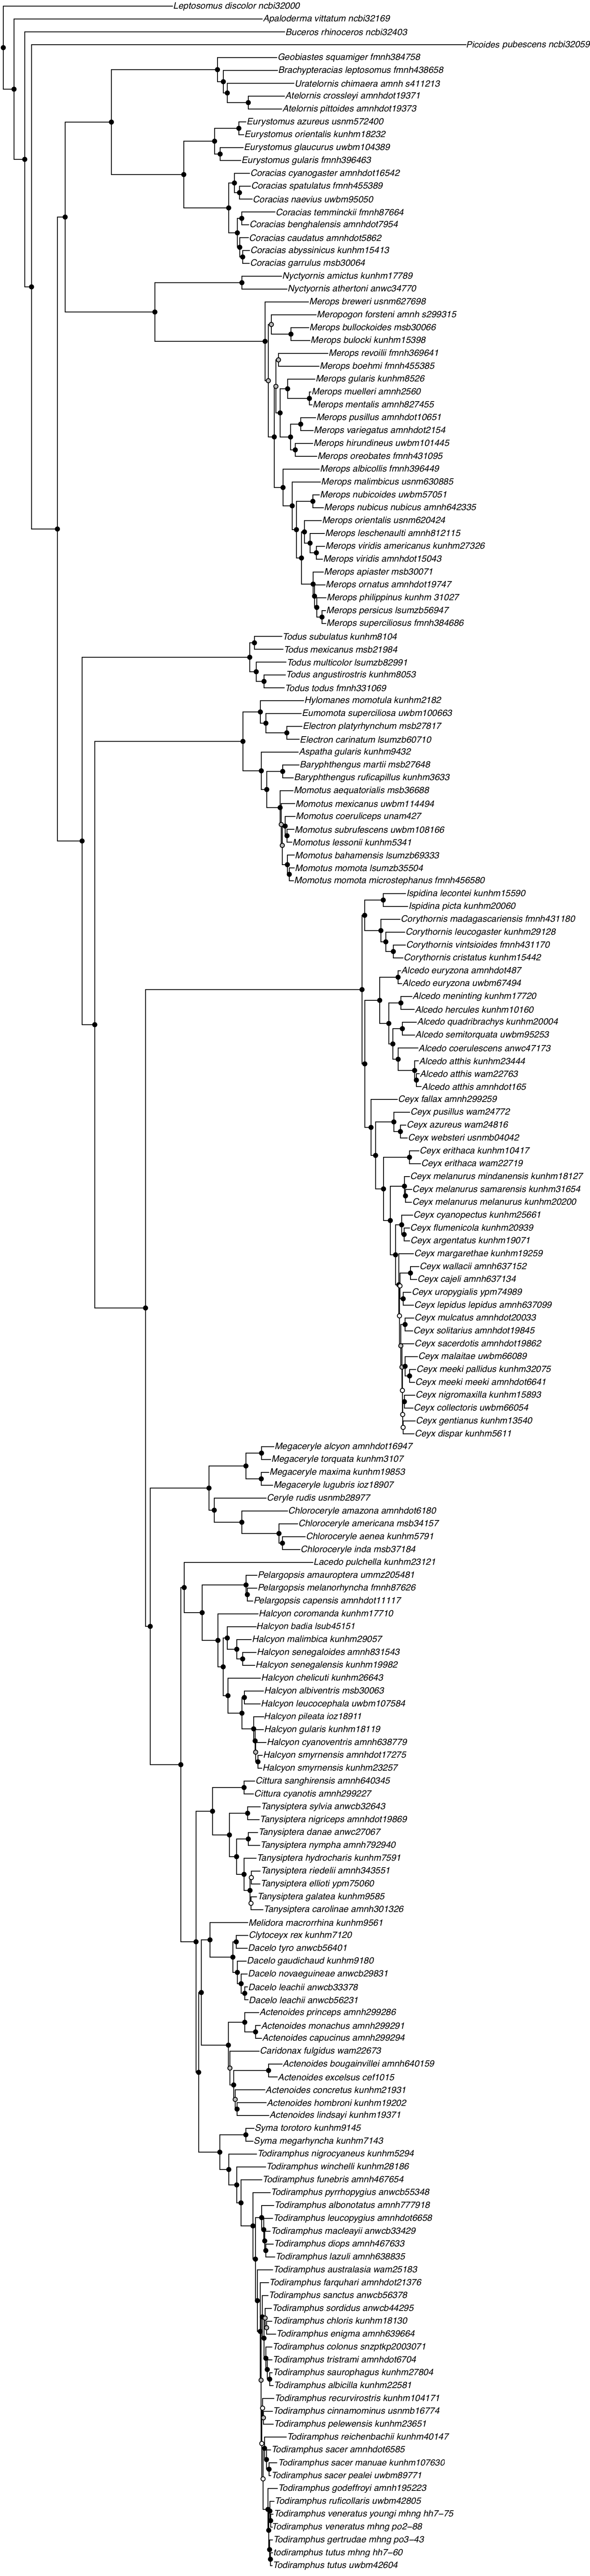 Leptosomus discolor ncbi32000
Apaloderma vittatum ncbi32169
Buceros rhinoceros ncbi32403
Picoides pubescens ncbi32059
Geobiastes squamiger fmnh384758
Brachypteracias leptosomus fmnh438658
Uratelornis chimaera amnh s411213
Atelornis crossleyi amnhdot19371
Atelornis pittoides amnhdot19373
Eurystomus azureus usnm572400
Eurystomus orientalis kunhm18232
Eurystomus glaucurus uwbm104389
Eurystomus gularis fmnh396463
Coracias cyanogaster amnhdot16542
Coracias spatulatus fmnh455389
Coracias naevius uwbm95050
Coracias temminckii fmnh87664
Coracias benghalensis amnhdot7954
Coracias caudatus amnhdot5862
Coracias abyssinicus kunhm15413
Coracias garrulus msb30064
Nyctyornis amictus kunhm17789
Nyctyornis athertoni anwc34770
Merops breweri usnm627698
Meropogon forsteni amnh s299315
Merops bullockoides msb30066
Merops bulocki kunhm15398
Merops revoilii fmnh369641
Merops boehmi fmnh455385
Merops gularis kunhm8526
Merops muelleri amnh2560
Merops mentalis amnh827455
Merops pusillus amnhdot10651
Merops variegatus amnhdot2154
Merops hirundineus uwbm101445
Merops oreobates fmnh431095
Merops albicollis fmnh396449
Merops malimbicus usnm630885
Merops nubicoides uwbm57051
Merops nubicus nubicus amnh642335
Merops orientalis usnm620424
Merops leschenaulti amnh812115
Merops viridis americanus kunhm27326
Merops viridis amnhdot15043
Merops apiaster msb30071
Merops ornatus amnhdot19747
Merops philippinus kunhm 31027
Merops persicus lsumzb56947
Merops superciliosus fmnh384686
Todus subulatus kunhm8104
Todus mexicanus msb21984
Todus multicolor lsumzb82991
Todus angustirostris kunhm8053
Todus todus fmnh331069
Hylomanes momotula kunhm2182
Eumomota superciliosa uwbm100663
Electron platyrhynchum msb27817
Electron carinatum lsumzb60710
Aspatha gularis kunhm9432
Baryphthengus martii msb27648
Baryphthengus ruficapillus kunhm3633
Momotus aequatorialis msb36688
Momotus mexicanus uwbm114494
Momotus coeruliceps unam427
Momotus subrufescens uwbm108166
Momotus lessonii kunhm5341
Momotus bahamensis lsumzb69333
Momotus momota lsumzb35504
Momotus momota microstephanus fmnh456580
Ispidina lecontei kunhm15590
Ispidina picta kunhm20060
Corythornis madagascariensis fmnh431180
Corythornis leucogaster kunhm29128
Corythornis vintsioides fmnh431170
Corythornis cristatus kunhm15442
Alcedo euryzona amnhdot487
Alcedo euryzona uwbm67494
Alcedo meninting kunhm17720
Alcedo hercules kunhm10160
Alcedo quadribrachys kunhm20004
Alcedo semitorquata uwbm95253
Alcedo coerulescens anwc47173
Alcedo atthis kunhm23444
Alcedo atthis wam22763
Alcedo atthis amnhdot165
Ceyx fallax amnh299259
Ceyx pusillus wam24772
Ceyx azureus wam24816
Ceyx websteri usnmb04042
Ceyx erithaca kunhm10417
Ceyx erithaca wam22719
Ceyx melanurus mindanensis kunhm18127
Ceyx melanurus samarensis kunhm31654
Ceyx melanurus melanurus kunhm20200
Ceyx cyanopectus kunhm25661
Ceyx flumenicola kunhm20939
Ceyx argentatus kunhm19071
Ceyx margarethae kunhm19259
Ceyx wallacii amnh637152
Ceyx cajeli amnh637134
Ceyx uropygialis ypm74989
Ceyx lepidus lepidus amnh637099
Ceyx mulcatus amnhdot20033
Ceyx solitarius amnhdot19845
Ceyx sacerdotis amnhdot19862
Ceyx malaitae uwbm66089
Ceyx meeki pallidus kunhm32075
Ceyx meeki meeki amnhdot6641
Ceyx nigromaxilla kunhm15893
Ceyx collectoris uwbm66054
Ceyx gentianus kunhm13540
Ceyx dispar kunhm5611
Megaceryle alcyon amnhdot16947
Megaceryle torquata kunhm3107
Megaceryle maxima kunhm19853
Megaceryle lugubris ioz18907
Ceryle rudis usnmb28977
Chloroceryle amazona amnhdot6180
Chloroceryle americana msb34157
Chloroceryle aenea kunhm5791
Chloroceryle inda msb37184
Lacedo pulchella kunhm23121
Pelargopsis amauroptera ummz205481
Pelargopsis melanorhyncha fmnh87626
Pelargopsis capensis amnhdot11117
Halcyon coromanda kunhm17710
Halcyon badia lsub45151
Halcyon malimbica kunhm29057
Halcyon senegaloides amnh831543
Halcyon senegalensis kunhm19982
Halcyon chelicuti kunhm26643
Halcyon albiventris msb30063
Halcyon leucocephala uwbm107584
Halcyon pileata ioz18911
Halcyon gularis kunhm18119
Halcyon cyanoventris amnh638779
Halcyon smyrnensis amnhdot17275
Halcyon smyrnensis kunhm23257
Cittura sanghirensis amnh640345
Cittura cyanotis amnh299227
Tanysiptera sylvia anwcb32643
Tanysiptera nigriceps amnhdot19869
Tanysiptera danae anwc27067
Tanysiptera nympha amnh792940
Tanysiptera hydrocharis kunhm7591
Tanysiptera riedelii amnh343551
Tanysiptera ellioti ypm75060
Tanysiptera galatea kunhm9585
Tanysiptera carolinae amnh301326
Melidora macrorrhina kunhm9561
Clytoceyx rex kunhm7120
Dacelo tyro anwcb56401
Dacelo gaudichaud kunhm9180
Dacelo novaeguineae anwcb29831
Dacelo leachii anwcb33378
Dacelo leachii anwcb56231
Actenoides princeps amnh299286
Actenoides monachus amnh299291
Actenoides capucinus amnh299294
Caridonax fulgidus wam22673
Actenoides bougainvillei amnh640159
Actenoides excelsus cef1015
Actenoides concretus kunhm21931
Actenoides hombroni kunhm19202
Actenoides lindsayi kunhm19371
Syma torotoro kunhm9145
Syma megarhyncha kunhm7143
Todiramphus nigrocyaneus kunhm5294
Todiramphus winchelli kunhm28186
Todiramphus funebris amnh467654
Todiramphus pyrrhopygius anwcb55348
Todiramphus albonotatus amnh777918
Todiramphus leucopygius amnhdot6658
Todiramphus macleayii anwcb33429
Todiramphus diops amnh467633
Todiramphus lazuli amnh638835
Todiramphus australasia wam25183
Todiramphus farquhari amnhdot21376
Todiramphus sanctus anwcb56378
Todiramphus sordidus anwcb44295
Todiramphus chloris kunhm18130
Todiramphus enigma amnh639664
Todiramphus colonus snzptkp2003071
Todiramphus tristrami amnhdot6704
Todiramphus saurophagus kunhm27804
Todiramphus albicilla kunhm22581
Todiramphus recurvirostris kunhm104171
Todiramphus cinnamominus usnmb16774
Todiramphus pelewensis kunhm23651
Todiramphus reichenbachii kunhm40147
Todiramphus sacer amnhdot6585
Todiramphus sacer manuae kunhm107630
Todiramphus sacer pealei uwbm89771
Todiramphus godeffroyi amnh195223
Todiramphus ruficollaris uwbm42805
Todiramphus veneratus youngi mhng hh7−75
Todiramphus veneratus mhng po2−88
Todiramphus gertrudae mhng po3−43
Todiramphus tutus mhng hh7−60
Todiramphus tutus uwbm42604